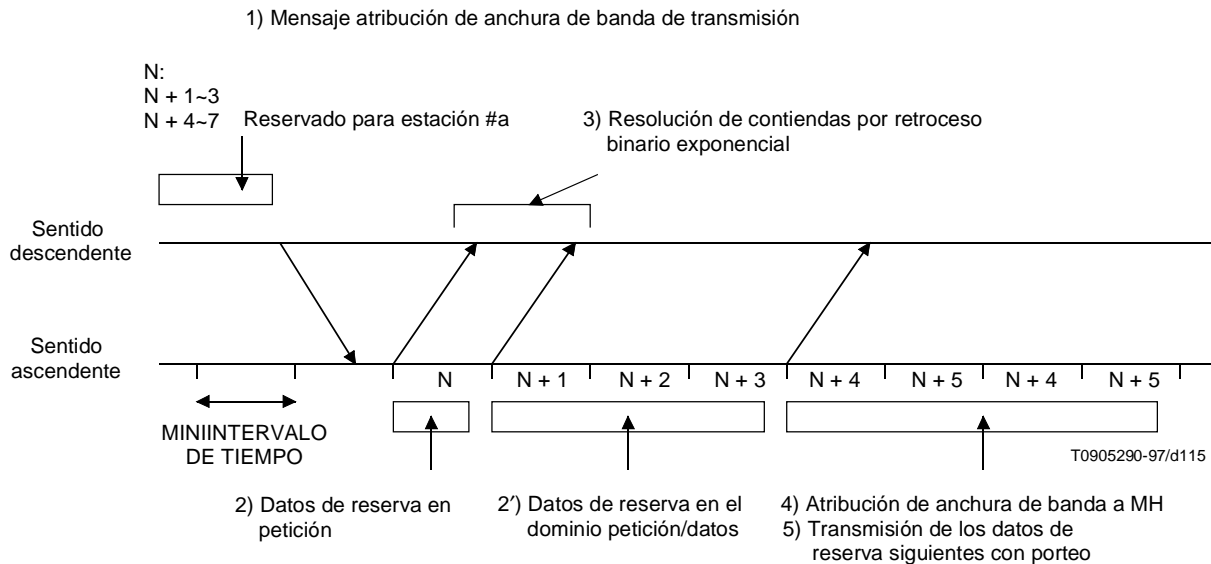 1) Mensaje atribución de anchura de banda de transmisión
N:
N + 1~3
N + 4~7
Reservado para estación #a
3) Resolución de contiendas por retroceso
binario exponencial
Sentido
descendente
Sentido
ascendente
N
N + 1
N + 2
N + 3
N + 4
N + 5
N + 4
N + 5
MINIINTERVALO
DE TIEMPO
T0905290-97/d115
2) Datos de reserva en
petición
2′) Datos de reserva en el
dominio petición/datos
4) Atribución de anchura de banda a MH
5) Transmisión de los datos de
reserva siguientes con porteo